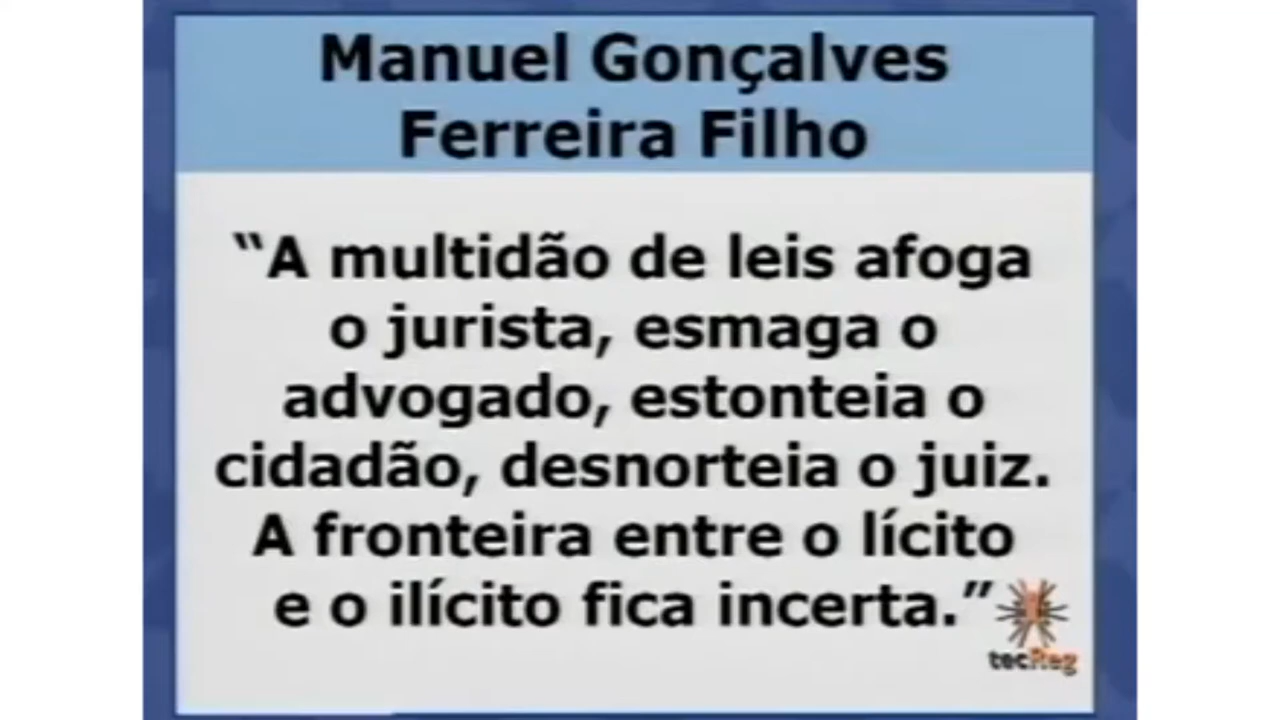 Manuel Gonçalves
Ferreira Filho
“A multidão de leis afoga
o jurista, esmaga o
advogado, estonteia o
cidadão, desnorteia o juiz.
A fronteira entre o lícito
e o ilícito fica incerta.”
tecReg